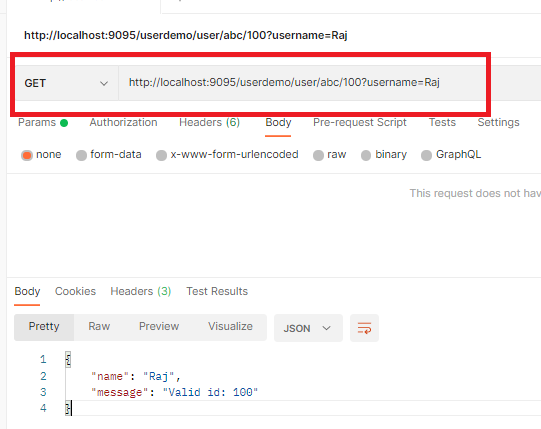 http://localhost:9095/userdemo/user/abc/100?username=Raj
GET http://localhost:9095/userdemo/user/abc/100?username=Raj
Params Authorization Headers (6) Body Pre-request Script Tests Settings
none form-data x-www-form-urlencoded raw binary GraphQL
This request does not hav
Body Cookies Headers (3) Test Results
Pretty Raw Preview Visualize JSON
1 {
2 "name": "Raj",
3 "message": "Valid id: 100"
4 }